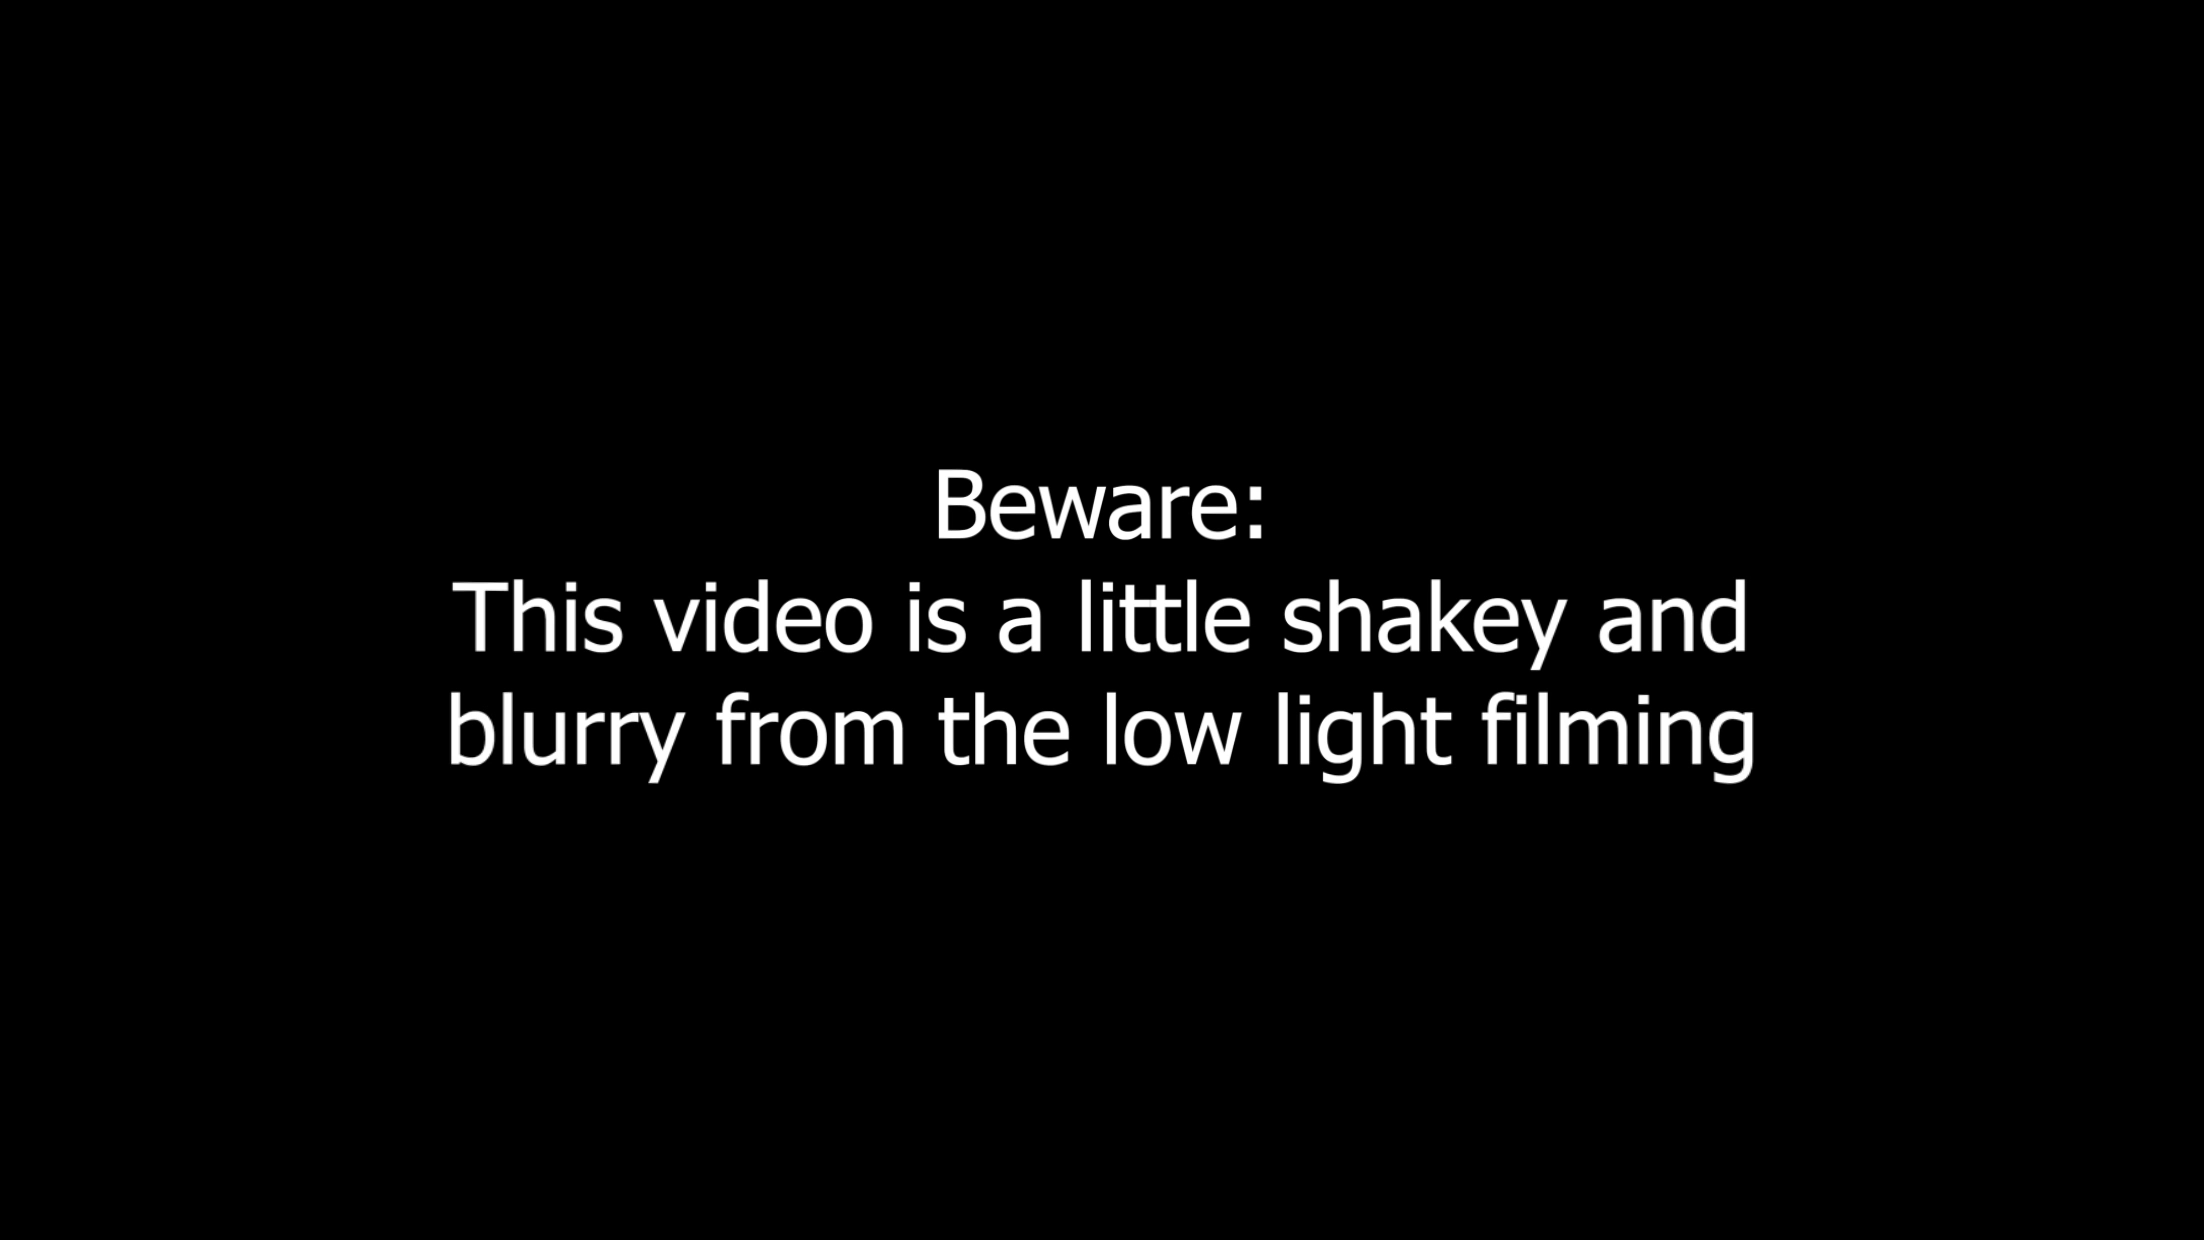 Beware:
This video is a little shakey and
blurry from the low light filming